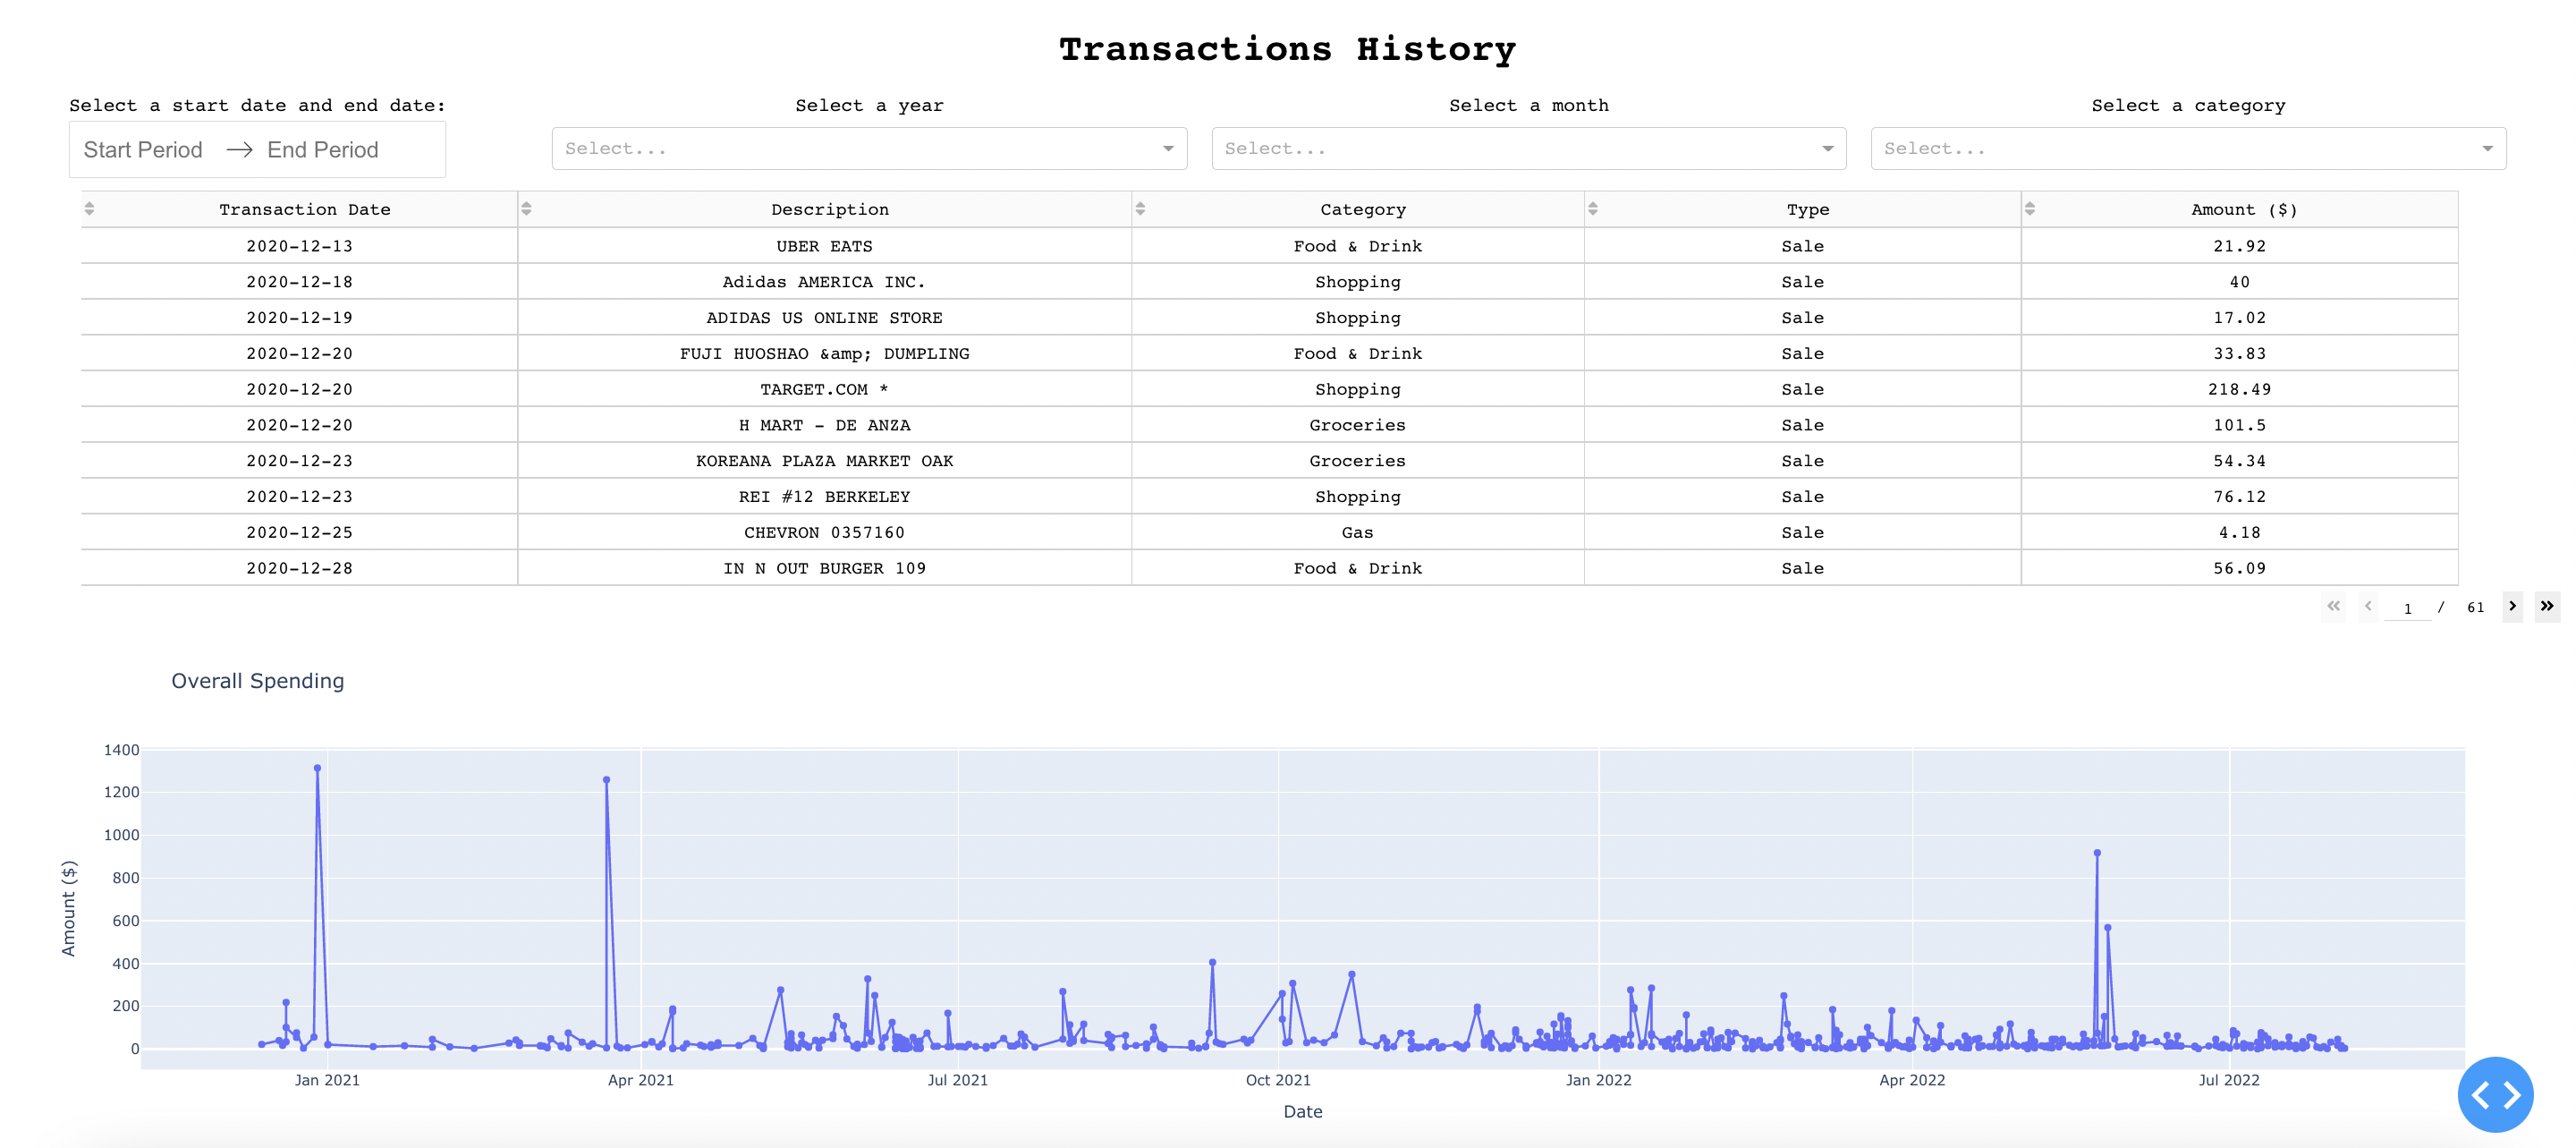 Transactions History
Select a start date and end date: Select a year Select a month Select a category
Start Period → End Period Select... Select... Select...
Transaction Date Description Category Type Amount ($)
2020-12-13 UBER EATS Food & Drink Sale 21.92
2020-12-18 Adidas AMERICA INC. Shopping Sale 40
2020-12-19 ADIDAS US ONLINE STORE Shopping Sale 17.02
2020-12-20 FUJI HUOSHAO &amp; DUMPLING Food & Drink Sale 33.83
2020-12-20 TARGET.COM * Shopping Sale 218.49
2020-12-20 H MART - DE ANZA Groceries Sale 101.5
2020-12-23 KOREANA PLAZA MARKET OAK Groceries Sale 54.34
2020-12-23 REI #12 BERKELEY Shopping Sale 76.12
2020-12-25 CHEVRON 0357160 Gas Sale 4.18
2020-12-28 IN N OUT BURGER 109 Food & Drink Sale 56.09
« ‹ 1 / 61 › »
Overall Spending
1400
1200
1000
800
600
400
200
0
Amount ($)
Jan 2021 Apr 2021 Jul 2021 Oct 2021 Jan 2022 Apr 2022 Jul 2022
Date